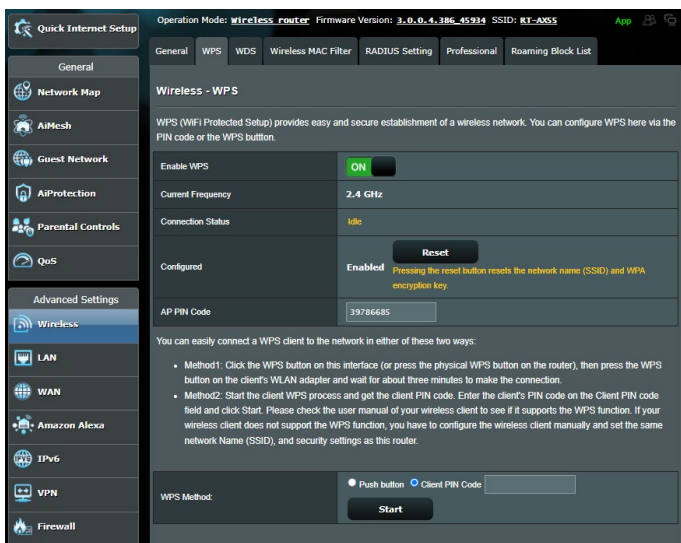 Quick Internet Setup
General
Network Map
AiMesh
Guest Network
AiProtection
Parental Controls
QoS
Advanced Settings
Wireless
LAN
WAN
Amazon Alexa
IPv6
VPN
Firewall
Operation Mode: Wireless router Firmware Version: 3.0.0.4.386_45934 SSID: RT-AX55 App
General WPS WDS Wireless MAC Filter RADIUS Setting Professional Roaming Block List
Wireless - WPS
WPS (WiFi Protected Setup) provides easy and secure establishment of a wireless network. You can configure WPS here via the
PIN code or the WPS buttton.
Enable WPS ON
Current Frequency 2.4 GHz
Connection Status Idle
Configured Enabled Reset
Pressing the reset button resets the network name (SSID) and WPA
encryption key.
AP PIN Code 39786685
You can easily connect a WPS client to the network in either of these two ways:
• Method1: Click the WPS button on this interface (or press the physical WPS button on the router), then press the WPS
button on the client's WLAN adapter and wait for about three minutes to make the connection.
• Method2: Start the client WPS process and get the client PIN code. Enter the client's PIN code on the Client PIN code
field and click Start. Please check the user manual of your wireless client to see if it supports the WPS function. If your
wireless client does not support the WPS function, you have to configure the wireless client manually and set the same
network Name (SSID), and security settings as this router.
WPS Method: Push button Client PIN Code
Start